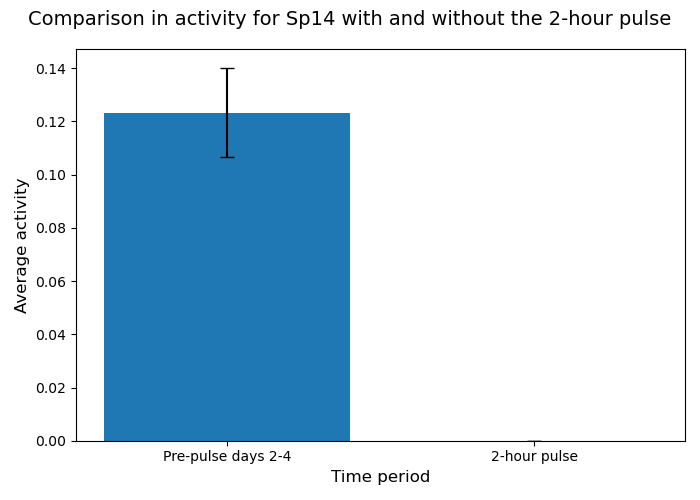 Comparison in activity for Sp14 with and without the 2-hour pulse
Average activity
0.14
0.12
0.10
0.08
0.06
0.04
0.02
0.00
Pre-pulse days 2-4
2-hour pulse
Time period